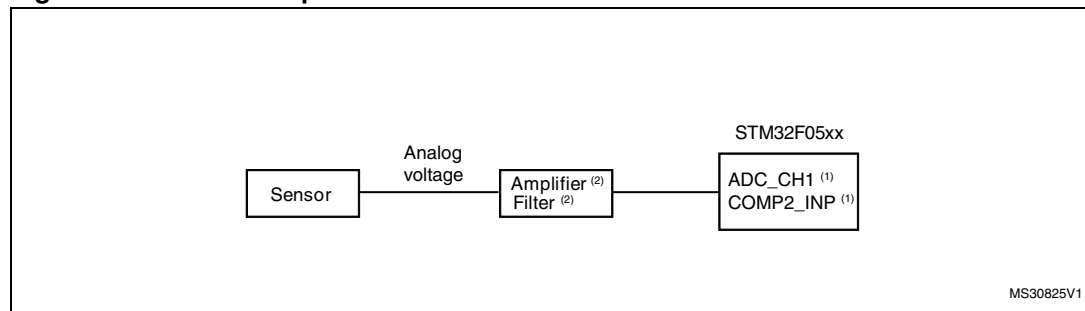 STM32F05xx
Analog
voltage
Sensor
Amplifier (2)
Filter (2)
ADC_CH1 (1)
COMP2_INP (1)
MS30825V1